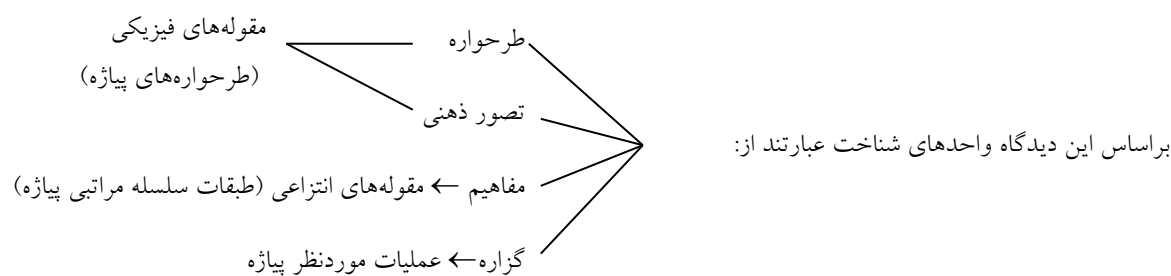 براساس این دیدگاه واحدهای شناخت عبارتند از:
طرحواره
مقوله‌های فیزیکی
(طرحواره‌های پیاژه)
تصور ذهنی
مفاهیم ← مقوله‌های انتزاعی (طبقات سلسله مراتبی پیاژه)
گزاره← عملیات موردنظر پیاژه